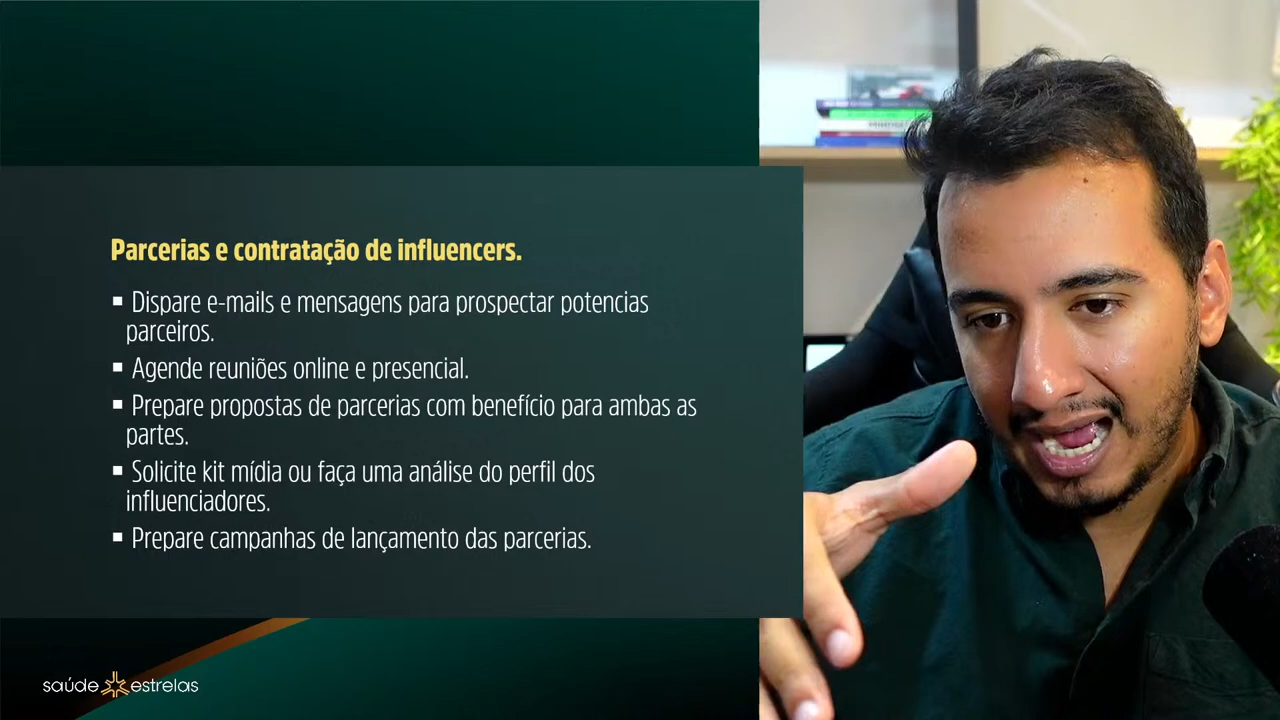 Parcerias e contratação de influencers.
▪ Dispare e-mails e mensagens para prospectar potencias
parceiros.
▪ Agende reuniões online e presencial.
▪ Prepare propostas de parcerias com benefício para ambas as
partes.
▪ Solicite kit mídia ou faça uma análise do perfil dos
influenciadores.
▪ Prepare campanhas de lançamento das parcerias.
saúde estrelas